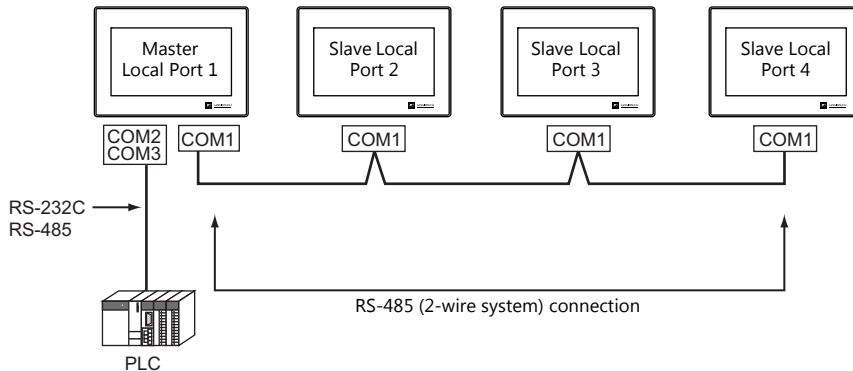 Master
Local Port 1
Slave Local
Port 2
Slave Local
Port 3
Slave Local
Port 4
COM2
COM3
COM1
COM1
COM1
COM1
RS-232C
RS-485
RS-485 (2-wire system) connection
PLC